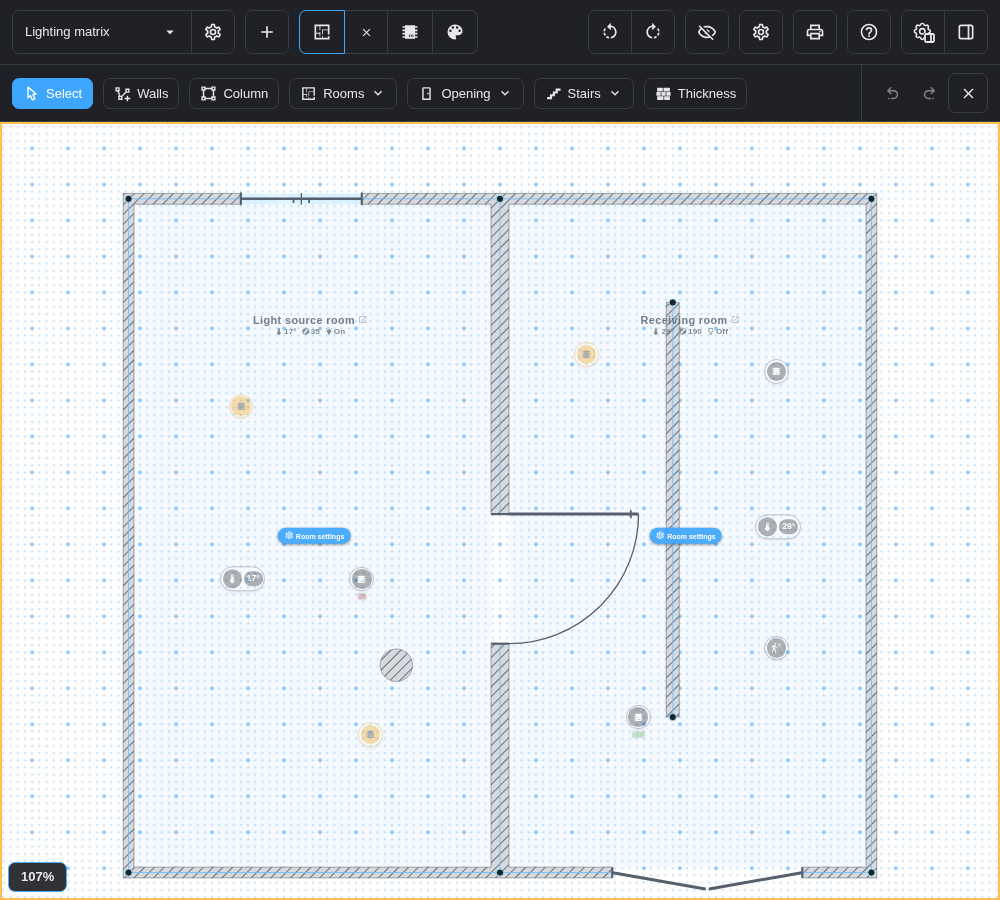 Lighting matrix
Select
Walls
Column
Rooms
Opening
Stairs
Thickness
Light source room
17° 35 On
Receiving room
190 Off
Room settings
Room settings
29°
17°
107%